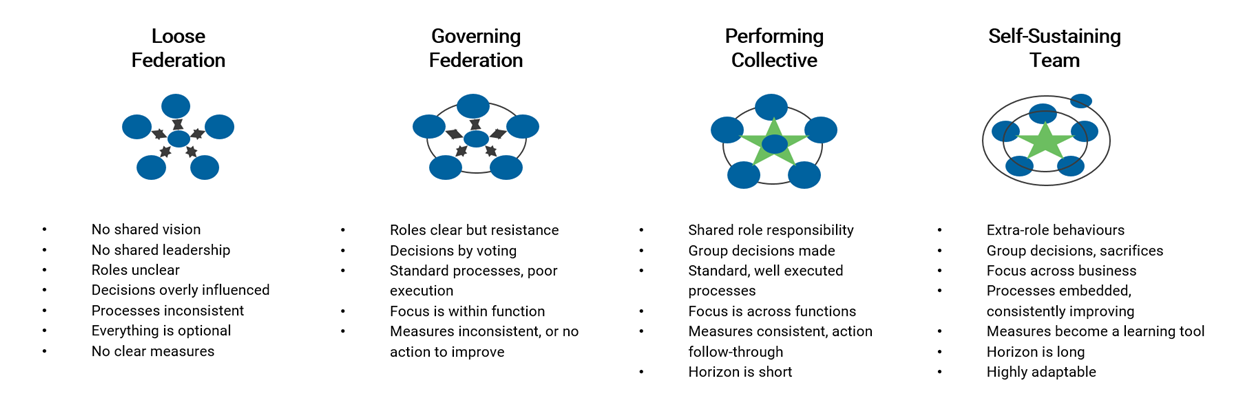 Loose
Federation
• No shared vision
• No shared leadership
• Roles unclear
• Decisions overly influenced
• Processes inconsistent
• Everything is optional
• No clear measures
Governing
Federation
• Roles clear but resistance
• Decisions by voting
• Standard processes, poor
execution
• Focus is within function
• Measures inconsistent, or no
action to improve
Performing
Collective
• Shared role responsibility
• Group decisions made
• Standard, well executed
processes
• Focus is across functions
• Measures consistent, action
follow-through
• Horizon is short
Self-Sustaining
Team
• Extra-role behaviours
• Group decisions, sacrifices
• Focus across business
• Processes embedded,
consistently improving
• Measures become a learning tool
• Horizon is long
• Highly adaptable